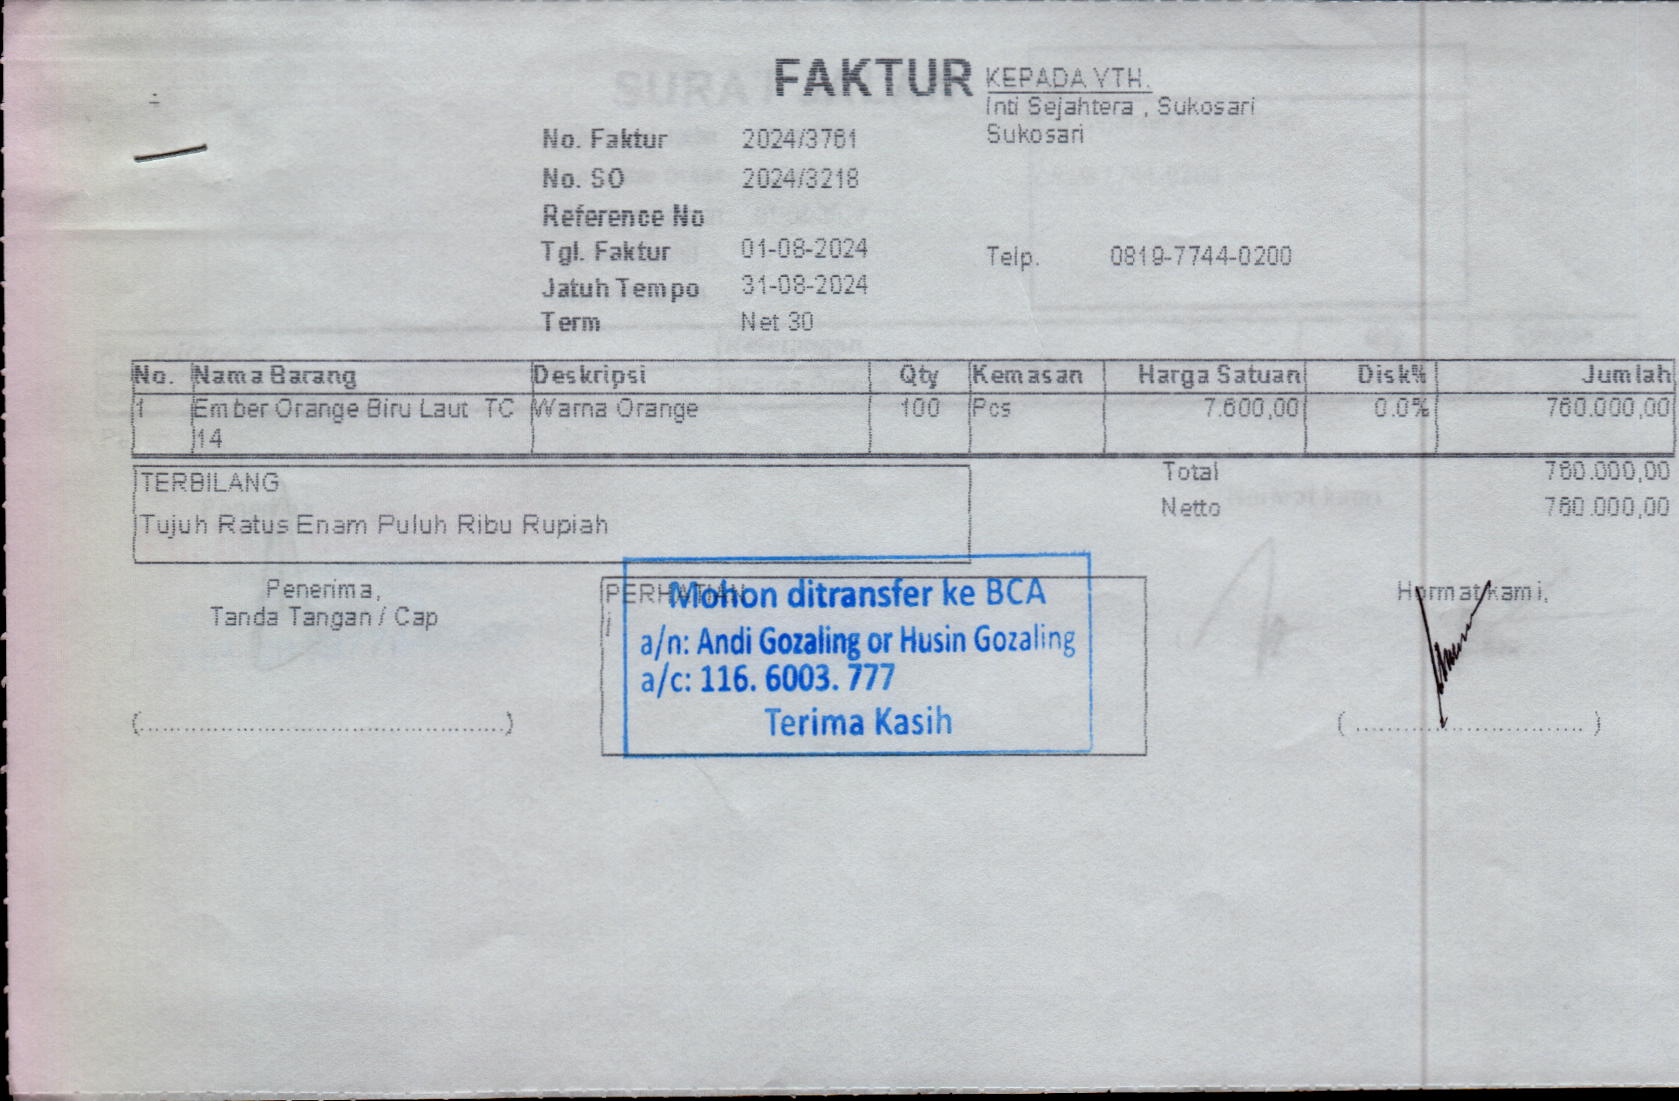 FAKTUR
KEPADA YTH.
Inti Sejahtera , Sukosari
Sukosari
No. Faktur 2024/3761
No. SO 2024/3218
Reference No
Tgl. Faktur 01-08-2024
Telp. 0819-7744-0200
Jatuh Tempo 31-08-2024
Term Net 30
No. Nama Barang Deskripsi Qty Kemasan Harga Satuan Disk% Jumlah
1 Ember Orange Biru Laut TC Warna Orange 100 Pcs 7.600,00 0.0% 760.000,00
14
TERBILANG
Tujuh Ratus Enam Puluh Ribu Rupiah
Total 760.000,00
Netto 760.000,00
Penerima,
Tanda Tangan / Cap
(..............................................)
PERHATIAN
Mohon ditransfer ke BCA
a/n: Andi Gozaling or Husin Gozaling
a/c: 116. 6003. 777
Terima Kasih
Hormat kami,
( ............................. )